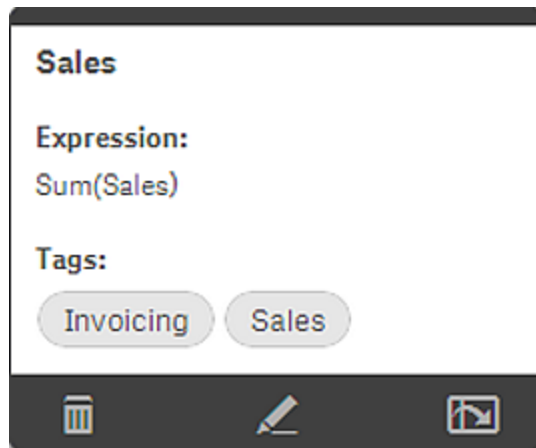 Sales
Expression:
Sum(Sales)
Tags:
Invoicing Sales